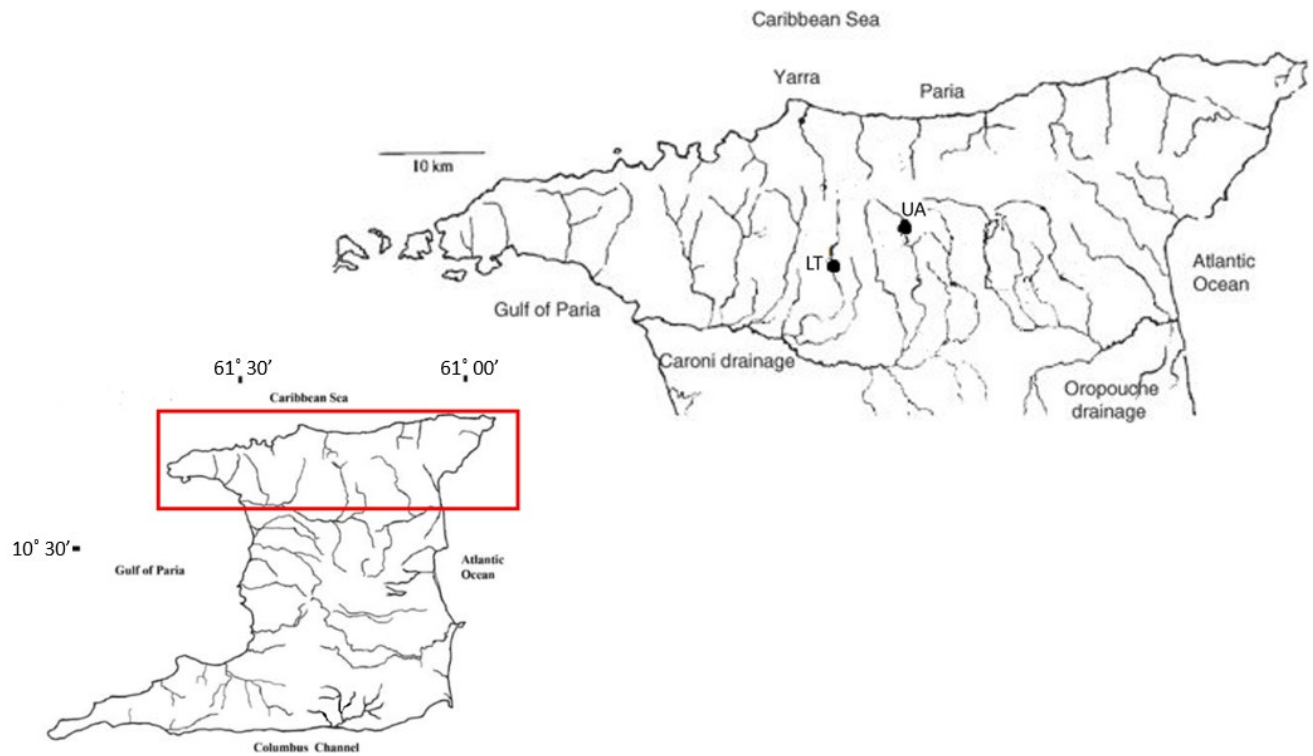 Caribbean Sea
Yarra
Paria
10 km
UA
LT
Atlantic
Ocean
Gulf of Paria
Caroni drainage
Oropouche
drainage
61˚ 30’
61˚ 00’
Caribbean Sea
10˚ 30’
Gulf of Paria
Atlantic
Ocean
Columbus Channel